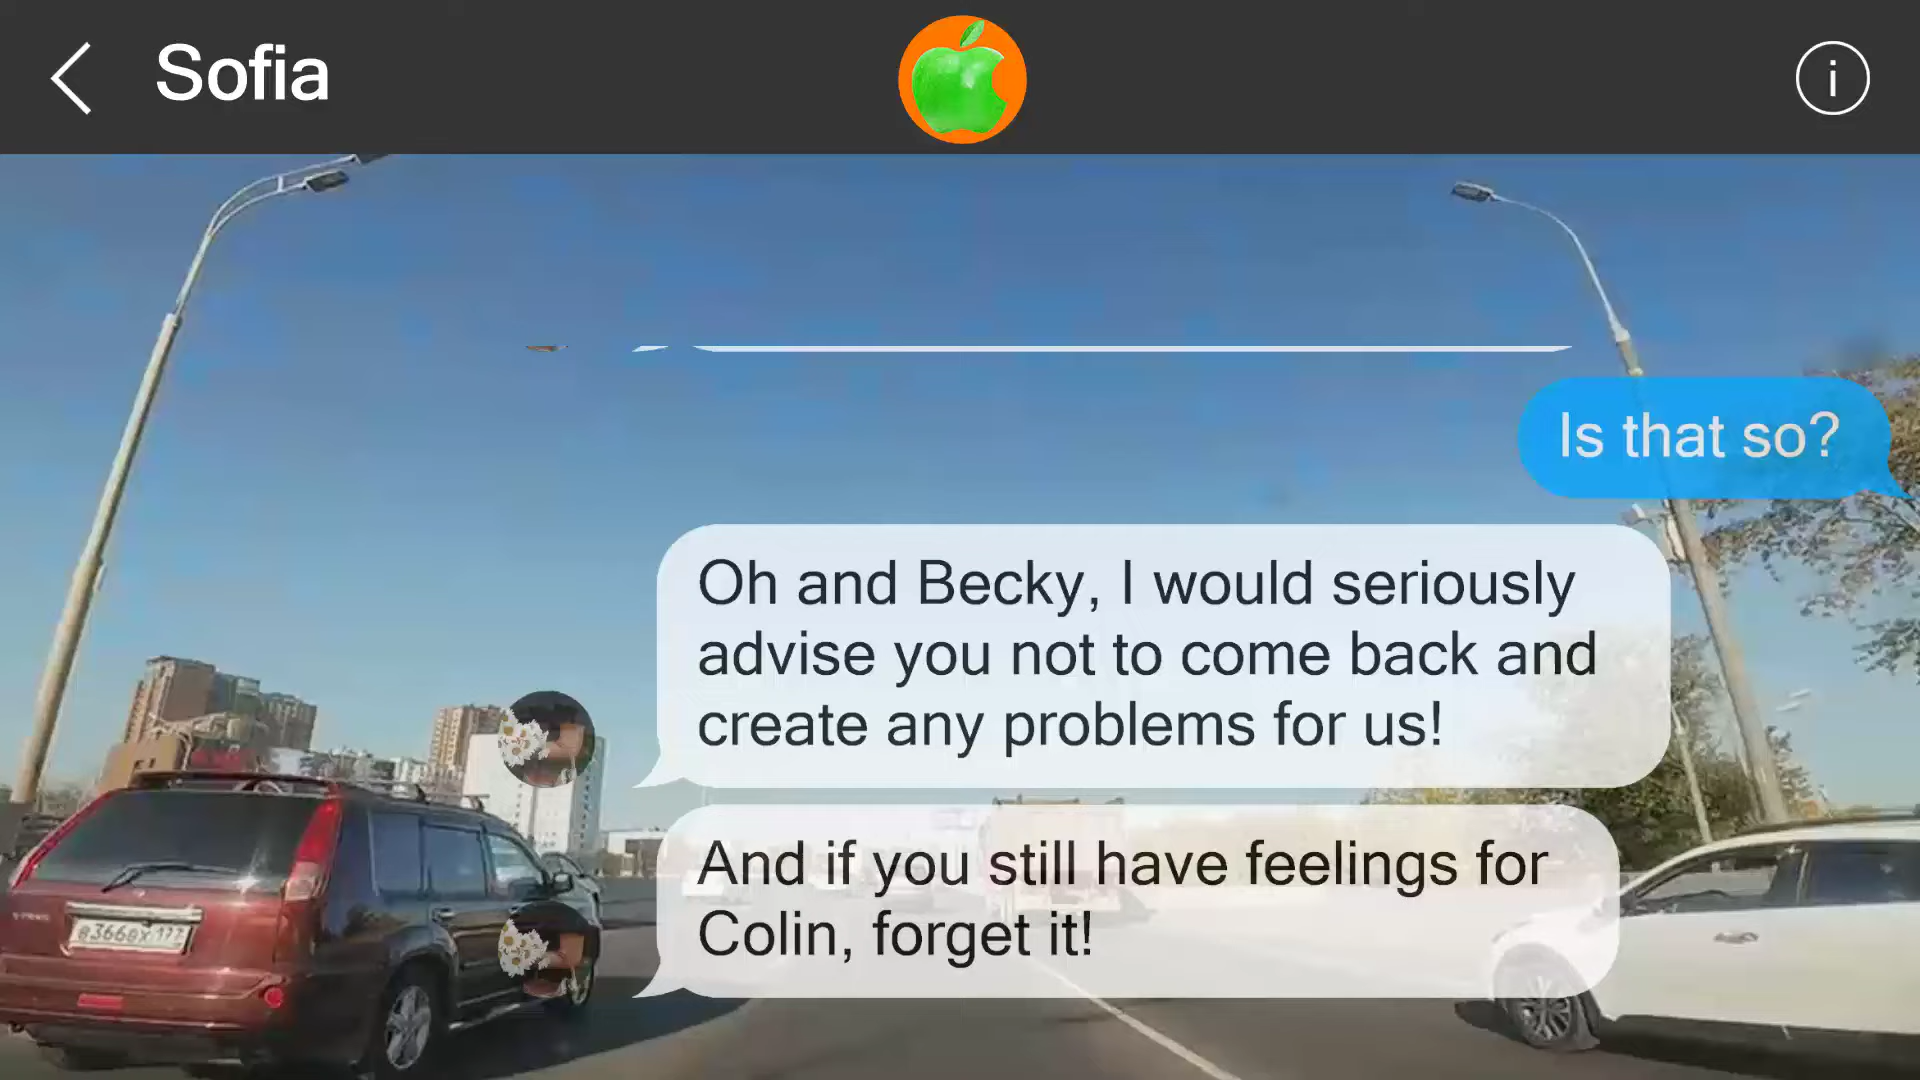 Sofia
Is that so?
Oh and Becky, I would seriously
advise you not to come back and
create any problems for us!
And if you still have feelings for
Colin, forget it!
в366вх177